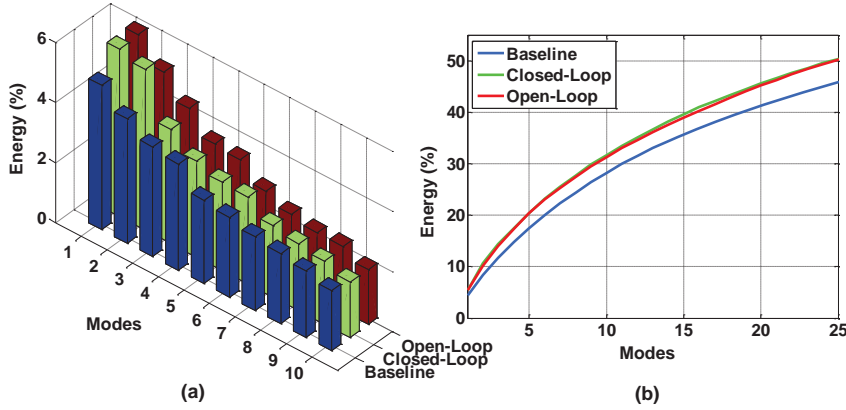 Energy (%)
6
4
2
0
1
2
3
4
5
6
7
8
9
10
Modes
Open-Loop
Closed-Loop
Baseline
(a)
Energy (%)
50
40
30
20
10
0
Baseline
Closed-Loop
Open-Loop
5
10
15
20
25
Modes
(b)